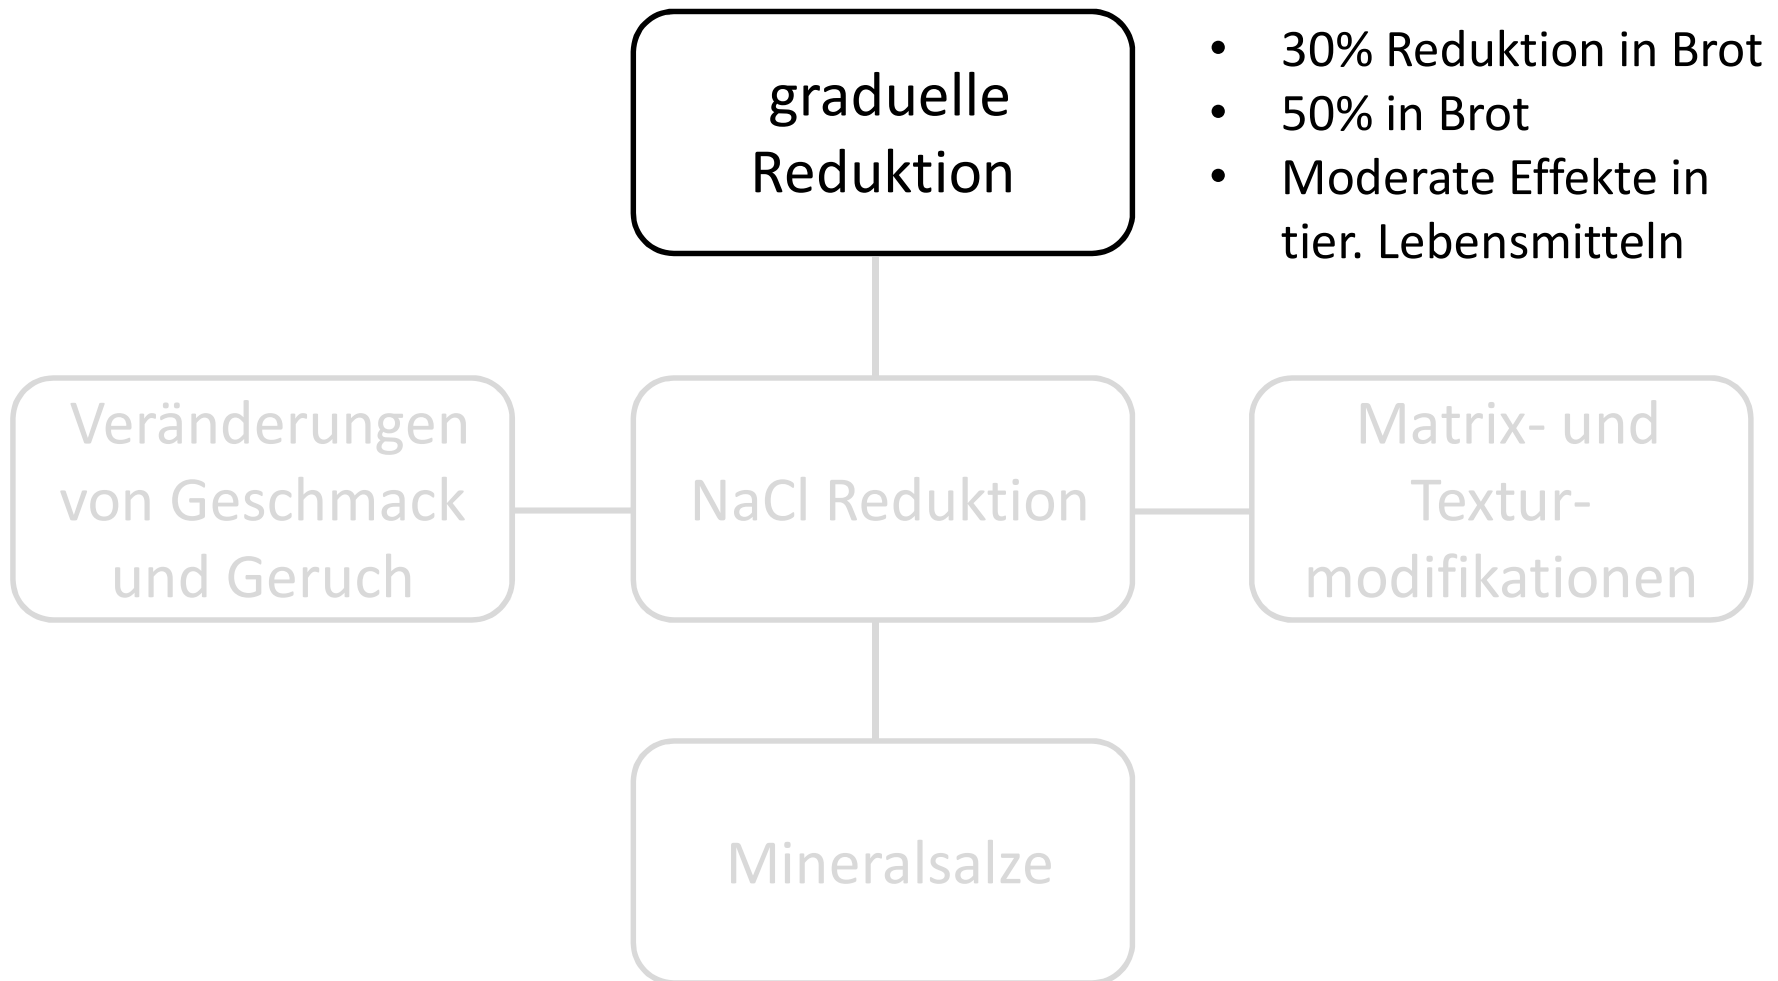 graduelle
Reduktion
• 30% Reduktion in Brot
• 50% in Brot
• Moderate Effekte in
tier. Lebensmitteln
Veränderungen
von Geschmack
und Geruch
NaCl Reduktion
Matrix- und
Textur-
modifikationen
Mineralsalze